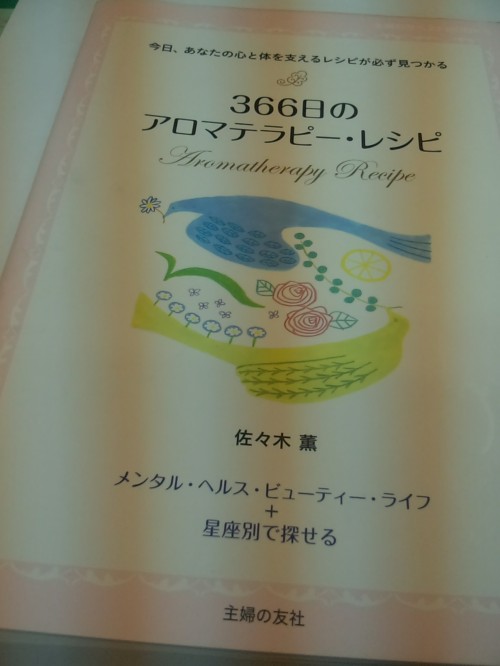 今日、あなたの心と体を支えるレシピが必ず見つかる
366日の
アロマテラピー・レシピ
Aromatherapy Recipe
佐々木 薫
メンタル・ヘルス・ビューティー・ライフ
+
星座別で探せる
主婦の友社